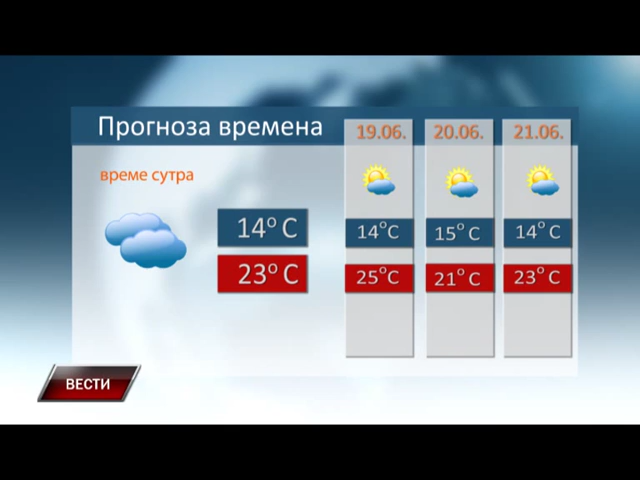 Прогноза времена
време сутра
14° C
23° C
19.06.
14°C
25°C
20.06.
15°C
21°C
21.06.
14°C
23°C
ВЕСТИ